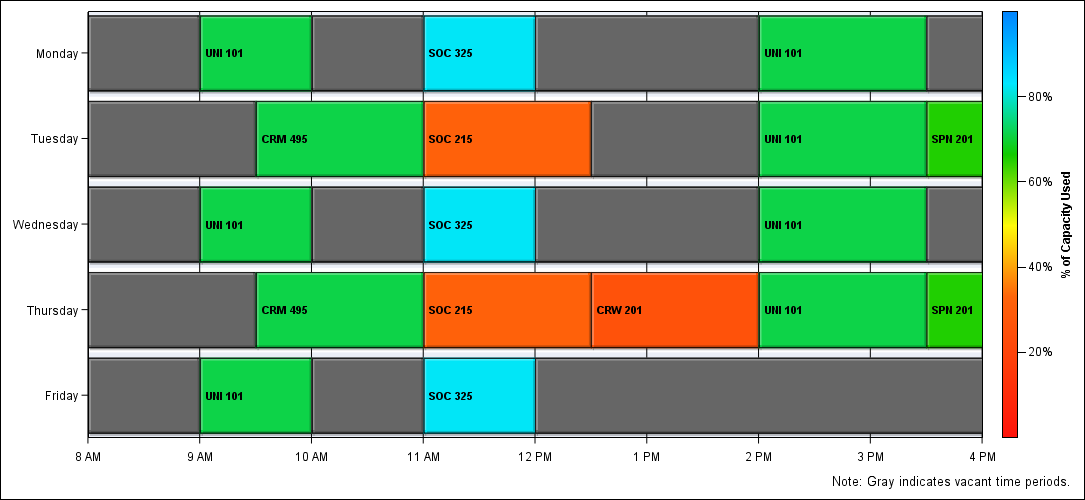 Monday
UNI 101
SOC 325
UNI 101
Tuesday
CRM 495
SOC 215
UNI 101
SPN 201
Wednesday
UNI 101
SOC 325
UNI 101
Thursday
CRM 495
SOC 215
CRW 201
UNI 101
SPN 201
Friday
UNI 101
SOC 325
8 AM
9 AM
10 AM
11 AM
12 PM
1 PM
2 PM
3 PM
4 PM
80%
60%
40%
20%
% of Capacity Used
Note: Gray indicates vacant time periods.